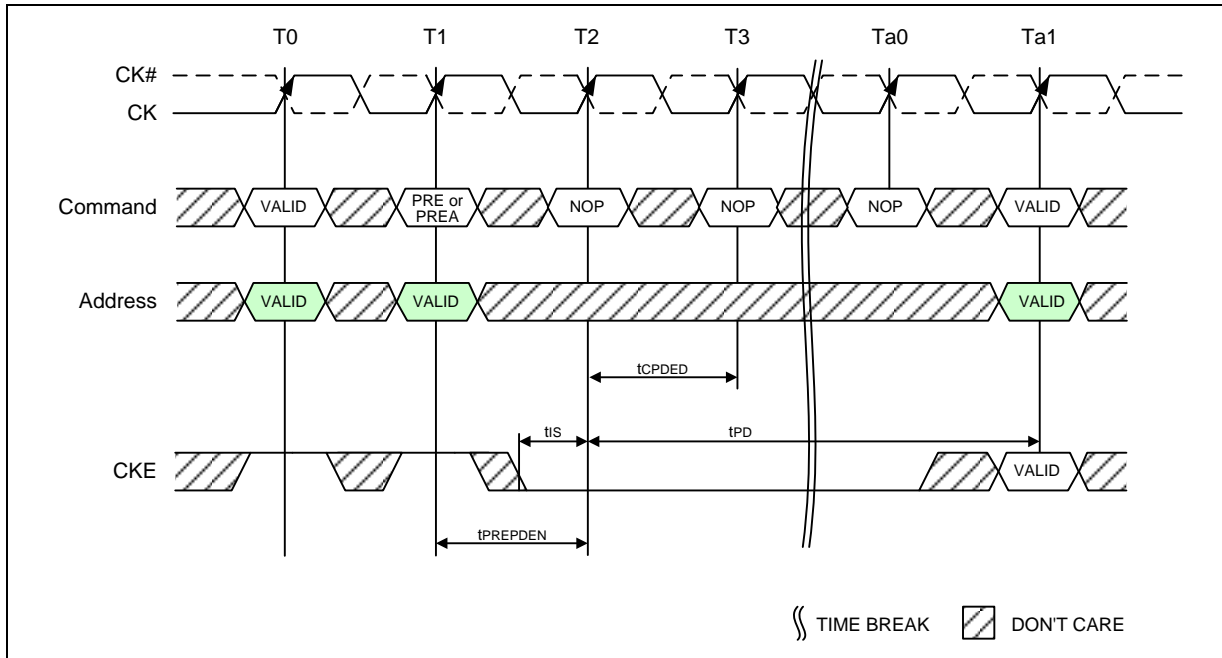 T0 T1 T2 T3 Ta0 Ta1
CK#
CK
Command VALID PRE or PREA NOP NOP NOP VALID
Address VALID VALID VALID
tCPDED
tIS tPD
CKE VALID
tPREPDEN
TIME BREAK DON'T CARE